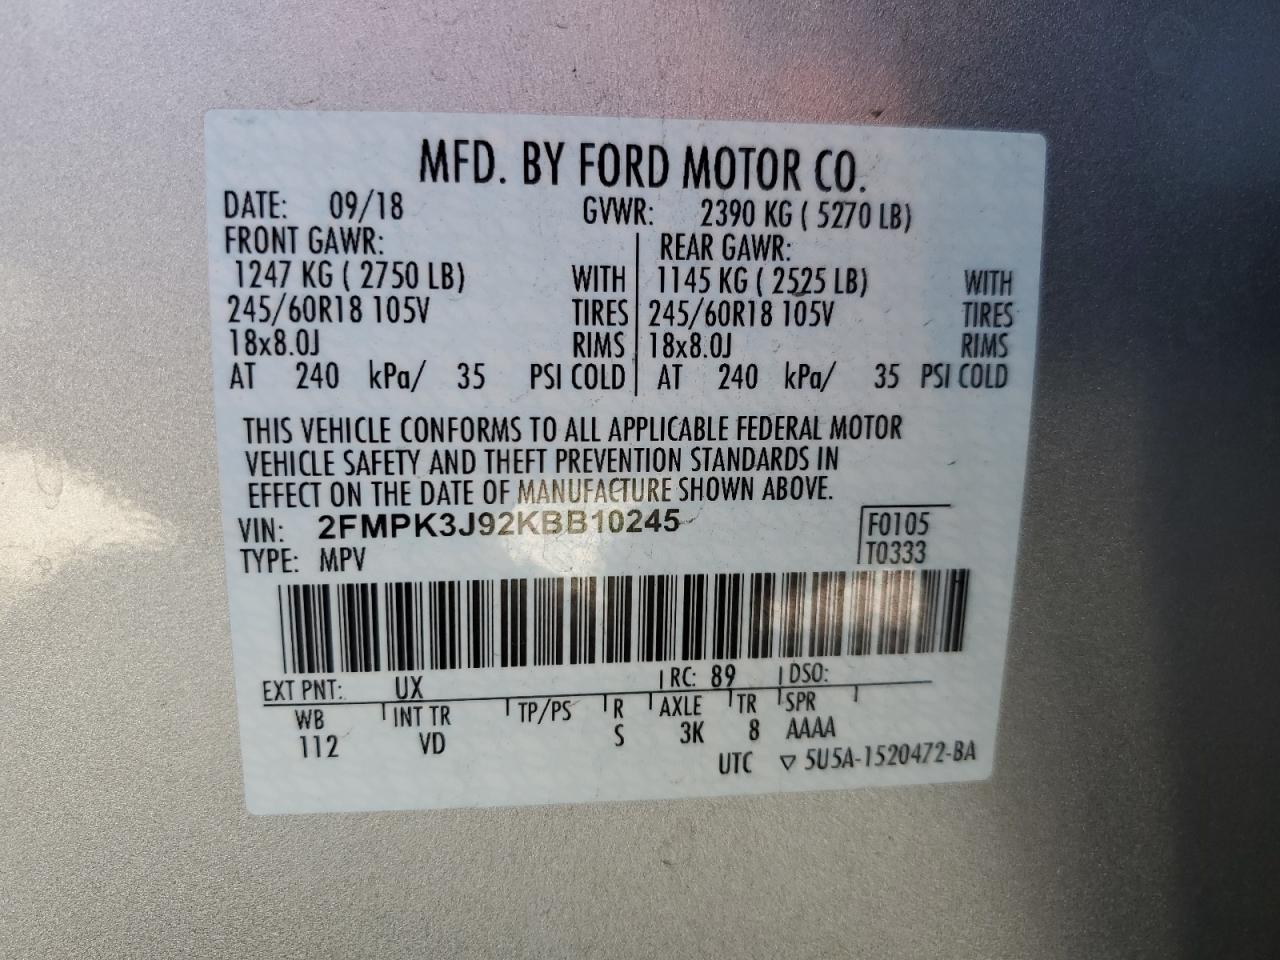 MFD. BY FORD MOTOR CO.
DATE: 09/18 GVWR: 2390 KG ( 5270 LB)
FRONT GAWR: REAR GAWR:
1247 KG ( 2750 LB) WITH 1145 KG ( 2525 LB) WITH
245/60R18 105V TIRES 245/60R18 105V TIRES
18x8.0J RIMS 18x8.0J RIMS
AT 240 kPa/ 35 PSI COLD AT 240 kPa/ 35 PSI COLD
THIS VEHICLE CONFORMS TO ALL APPLICABLE FEDERAL MOTOR
VEHICLE SAFETY AND THEFT PREVENTION STANDARDS IN
EFFECT ON THE DATE OF MANUFACTURE SHOWN ABOVE.
VIN: 2FMPK3J92KBB10245 F0105
TYPE: MPV T0333
EXT PNT: UX RC: 89 DSO:
WB INT TR TP/PS R AXLE TR SPR
112 VD S 3K 8 AAAA
UTC ▽ 5U5A-1520472-BA